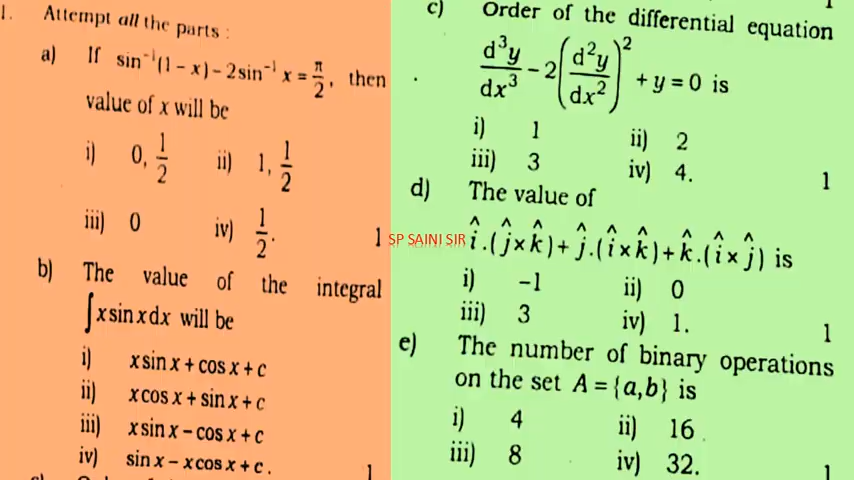 1. Attempt all the parts :
a) If sin⁻¹(1 – x) – 2sin⁻¹ x = π/2, then
value of x will be
i) 0, 1/2 ii) 1, 1/2
iii) 0 iv) 1/2. 1
b) The value of the integral
∫x sin x dx will be
i) x sin x + cos x + c
ii) x cos x + sin x + c
iii) x sin x – cos x + c
iv) sin x – x cos x + c. 1
SP SAINI SIR
c) Order of the differential equation
d³y/dx³ – 2(d²y/dx²)² + y = 0 is
i) 1 ii) 2
iii) 3 iv) 4. 1
d) The value of
î.(ĵ×k̂)+ĵ.(î×k̂)+k̂.(î×ĵ) is
i) –1 ii) 0
iii) 3 iv) 1. 1
e) The number of binary operations
on the set A = {a,b} is
i) 4 ii) 16
iii) 8 iv) 32. 1